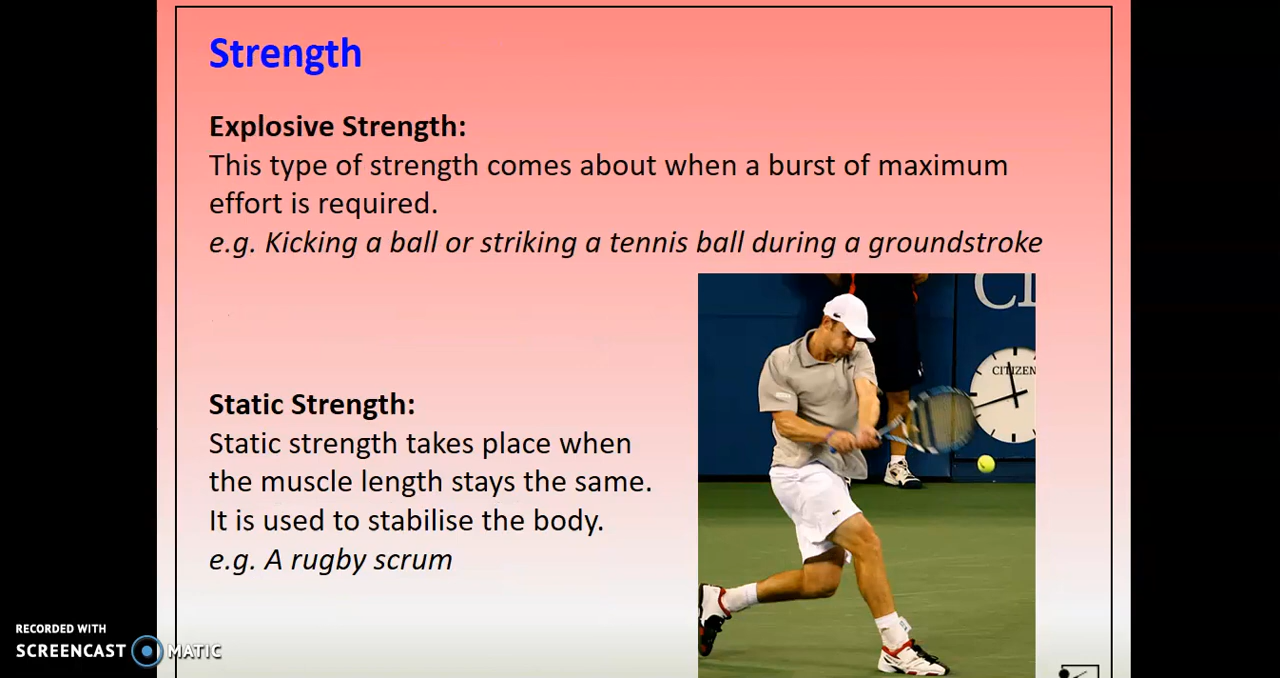 Strength
Explosive Strength:
This type of strength comes about when a burst of maximum
effort is required.
e.g. Kicking a ball or striking a tennis ball during a groundstroke
CI
CITIZEN
Static Strength:
Static strength takes place when
the muscle length stays the same.
It is used to stabilise the body.
e.g. A rugby scrum
RECORDED WITH
SCREENCAST MATIC